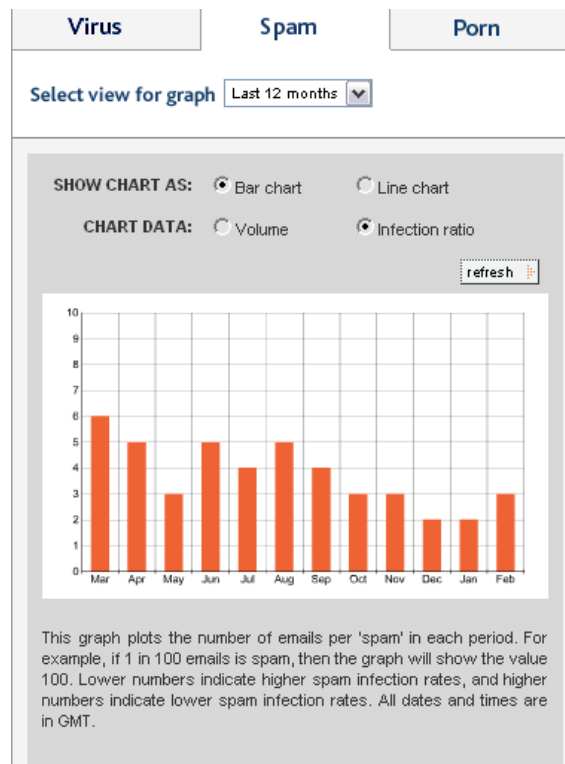 Virus Spam Porn
Select view for graph Last 12 months
SHOW CHART AS: Bar chart Line chart
CHART DATA: Volume Infection ratio
refresh
10
9
8
7
6
5
4
3
2
1
0
Mar Apr May Jun Jul Aug Sep Oct Nov Dec Jan Feb
This graph plots the number of emails per 'spam' in each period. For
example, if 1 in 100 emails is spam, then the graph will show the value
100. Lower numbers indicate higher spam infection rates, and higher
numbers indicate lower spam infection rates. All dates and times are
in GMT.